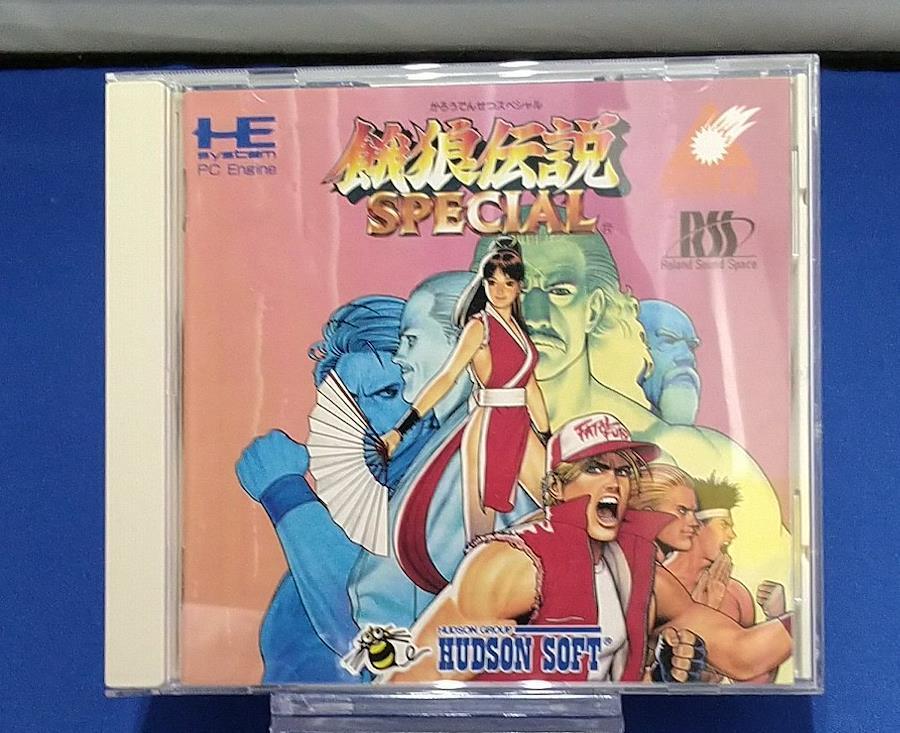 がろうでんせつスペシャル
餓狼伝説
SPECIAL
HE
system
PC Engine
RSS
Roland Sound Space
FATAL FURY
HUDSON GROUP
HUDSON SOFT®